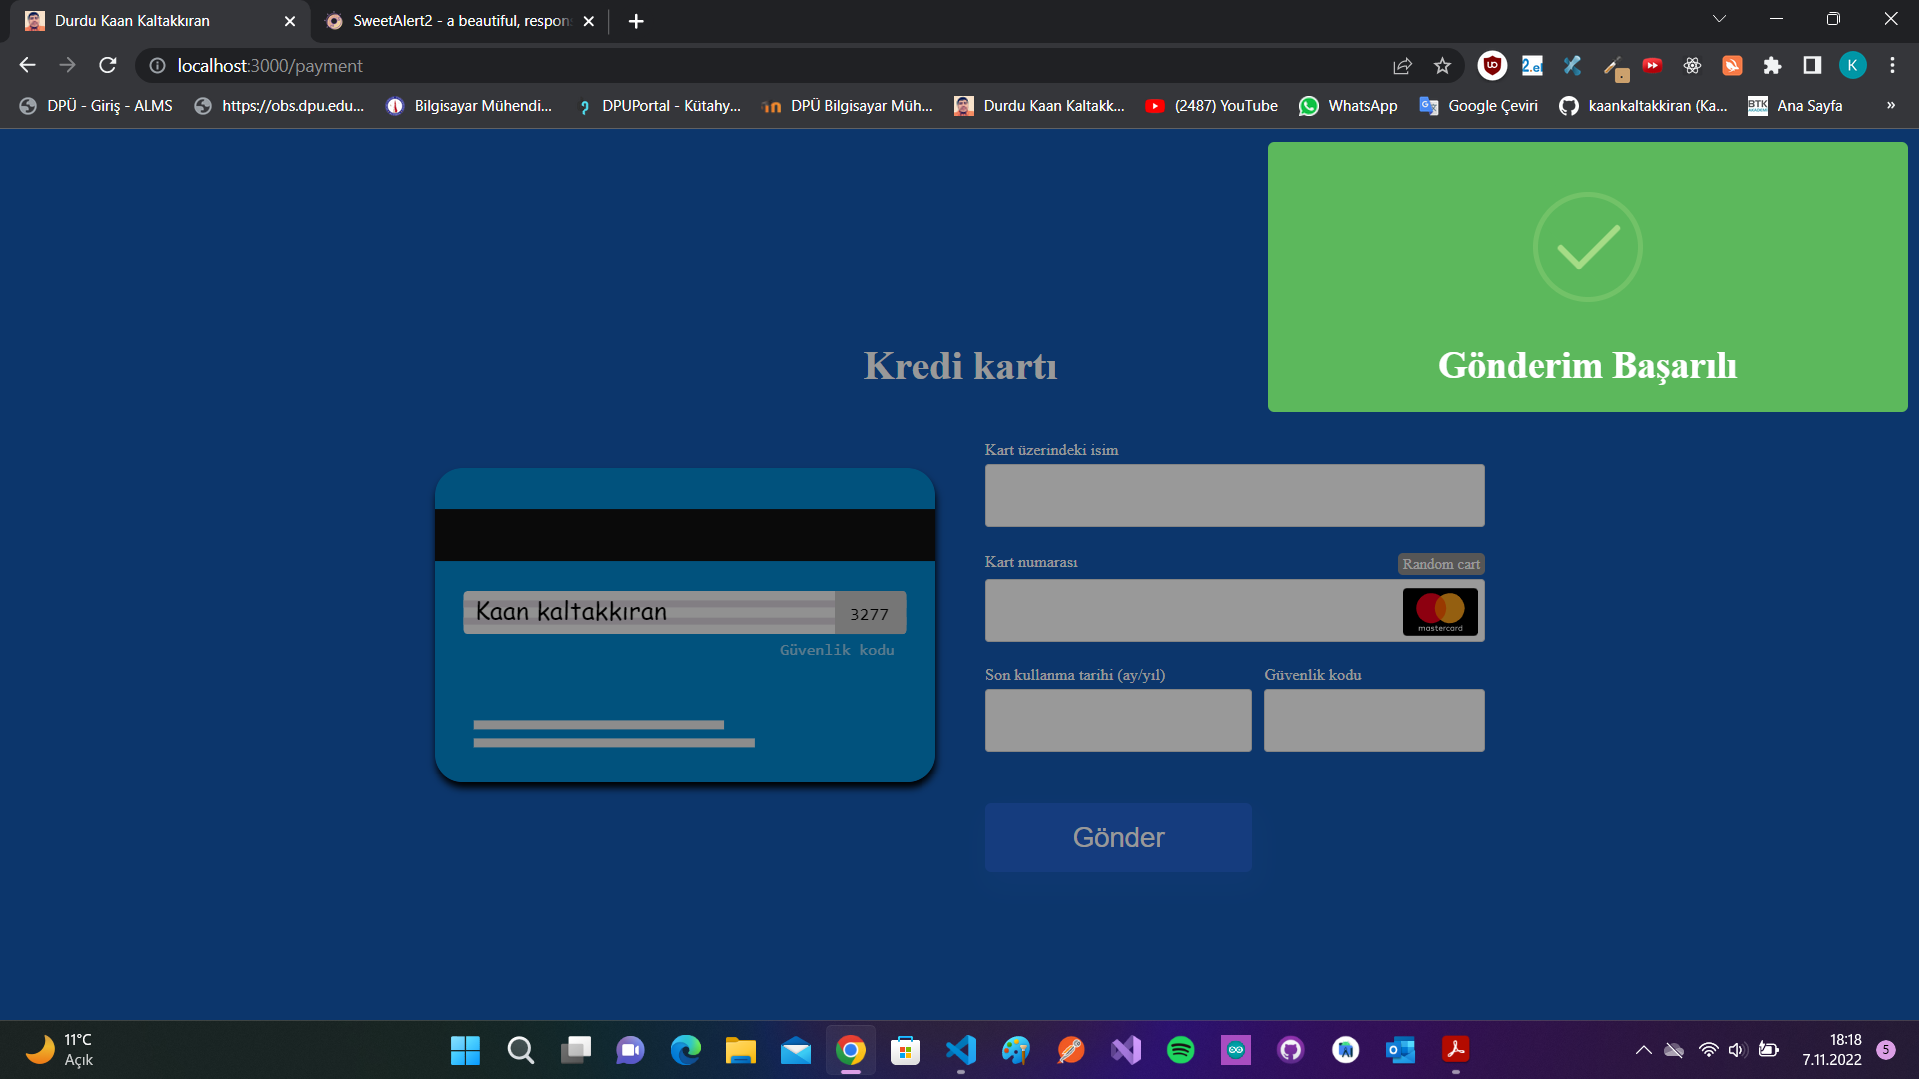 Durdu Kaan Kaltakkıran
SweetAlert2 - a beautiful, respon
localhost:3000/payment
K
DPÜ - Giriş - ALMS
https://obs.dpu.edu...
Bilgisayar Mühendi...
DPUPortal - Kütahy...
DPÜ Bilgisayar Müh...
Durdu Kaan Kaltakk...
(2487) YouTube
WhatsApp
Google Çeviri
kaankaltakkiran (Ka...
BTK
Ana Sayfa
»
Gönderim Başarılı
Kredi kartı
Kaan kaltakkıran
3277
Güvenlik kodu
Kart üzerindeki isim
Kart numarası
Random cart
mastercard
Son kullanma tarihi (ay/yıl)
Güvenlik kodu
Gönder
11°C
Açık
18:18
7.11.2022
5